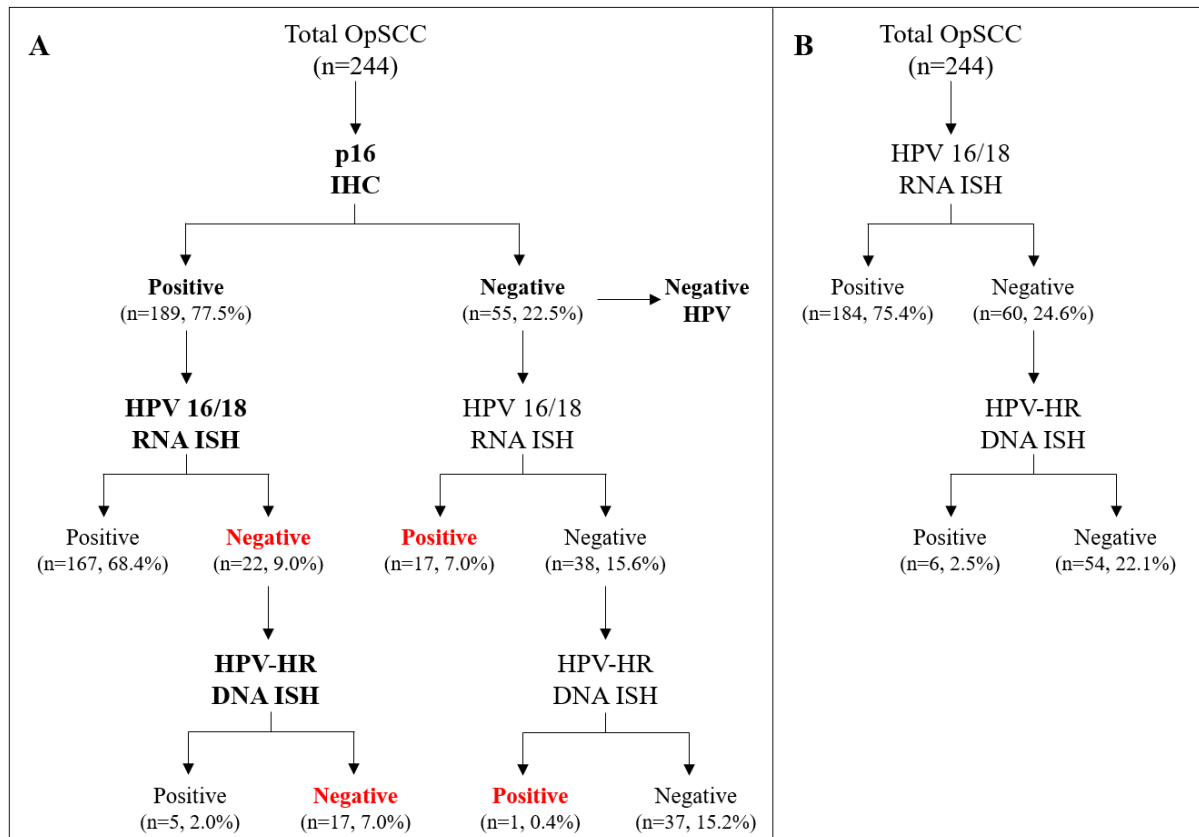 A
Total OpSCC
(n=244)
p16
IHC
Positive
(n=189, 77.5%)
Negative
(n=55, 22.5%)
Negative
HPV
HPV 16/18
RNA ISH
HPV 16/18
RNA ISH
Positive
(n=167, 68.4%)
Negative
(n=22, 9.0%)
Positive
(n=17, 7.0%)
Negative
(n=38, 15.6%)
HPV-HR
DNA ISH
HPV-HR
DNA ISH
Positive
(n=5, 2.0%)
Negative
(n=17, 7.0%)
Positive
(n=1, 0.4%)
Negative
(n=37, 15.2%)
B
Total OpSCC
(n=244)
HPV 16/18
RNA ISH
Positive
(n=184, 75.4%)
Negative
(n=60, 24.6%)
HPV-HR
DNA ISH
Positive
(n=6, 2.5%)
Negative
(n=54, 22.1%)